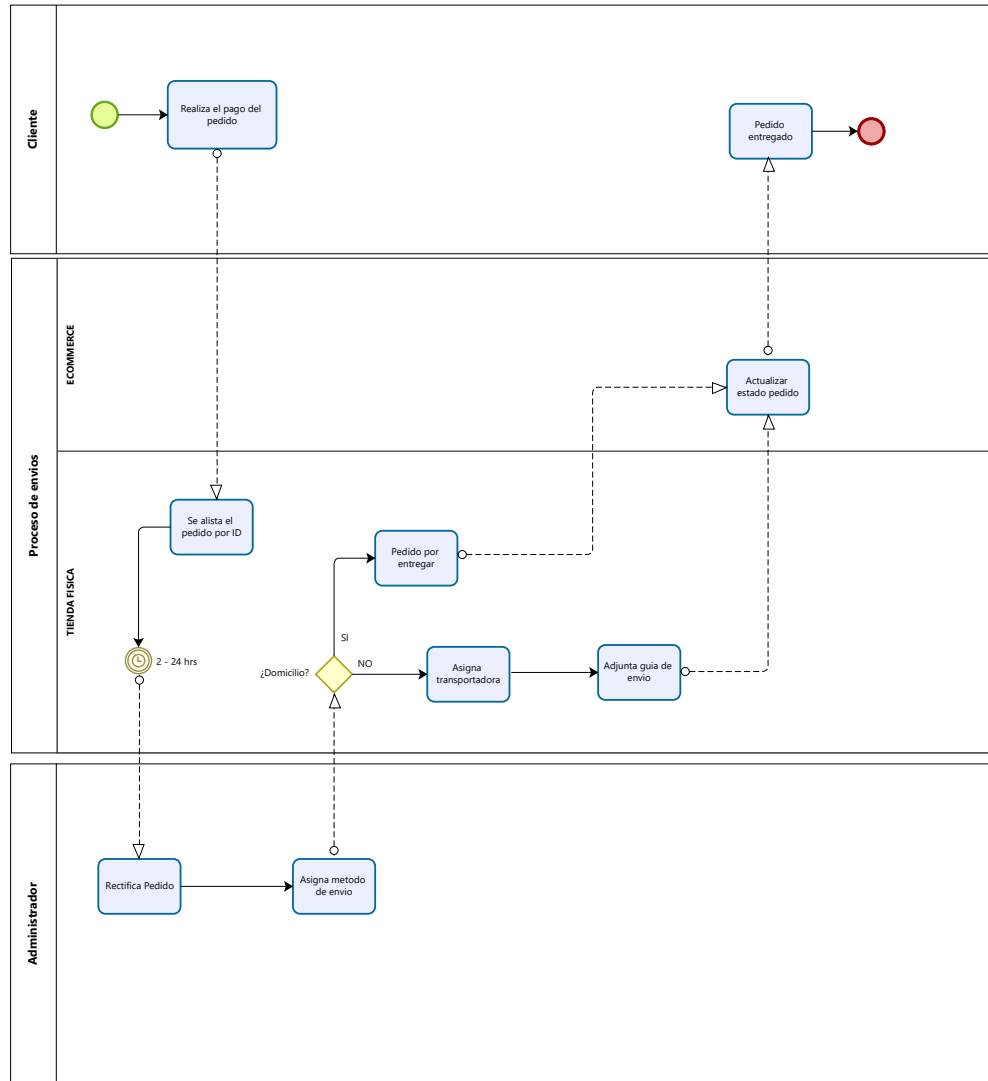 Cliente
Realiza el pago del
pedido
Pedido
entregado
Proceso de envios
ECOMMERCE
Actualizar
estado pedido
TIENDA FISICA
Se alista el
pedido por ID
Pedido por
entregar
SI
2 - 24 hrs
¿Domicilio?
NO
Asigna
transportadora
Adjunta guia de
envio
Administrador
Rectifica Pedido
Asigna metodo
de envio